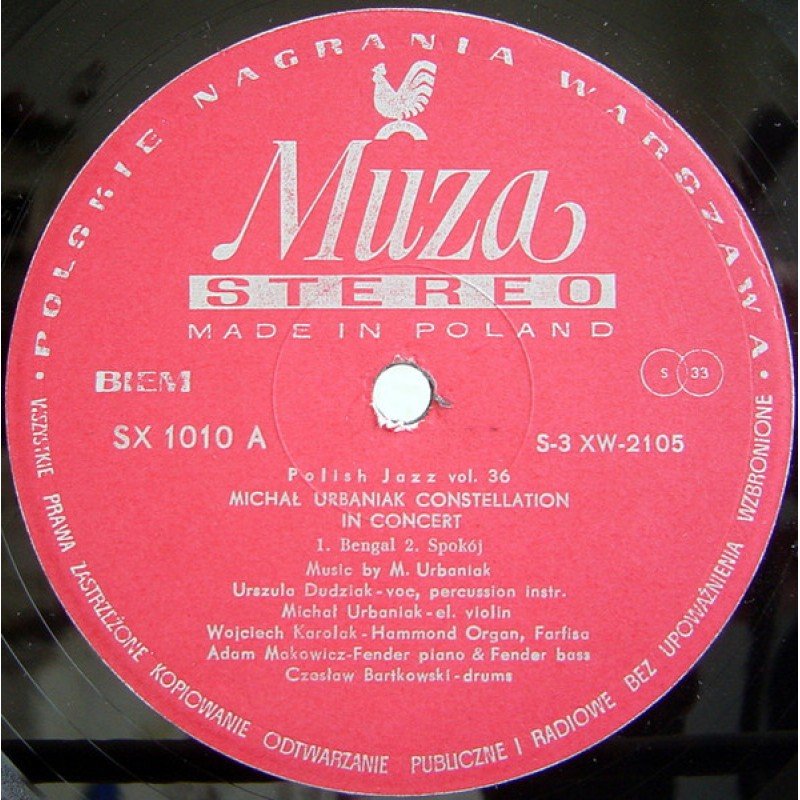 • POLSKIE NAGRANIA WARSZAWA •
Muza
STEREO
MADE IN POLAND
BIEM
S 33
SX 1010 A
S-3 XW-2105
Polish Jazz vol. 36
MICHAŁ URBANIAK CONSTELLATION
IN CONCERT
1. Bengal 2. Spokój
Music by M. Urbaniak
Urszula Dudziak-voc, percussion instr.
Michał Urbaniak-el. violin
Wojciech Karolak-Hammond Organ, Farfisa
Adam Makowicz-Fender piano & Fender bass
Czesław Bartkowski-drums
WSZYSTKIE PRAWA ZASTRZEŻONE KOPIOWANIE ODTWARZANIE PUBLICZNE I RADIOWE BEZ UPOWAŻNIENIA WZBRONIONE